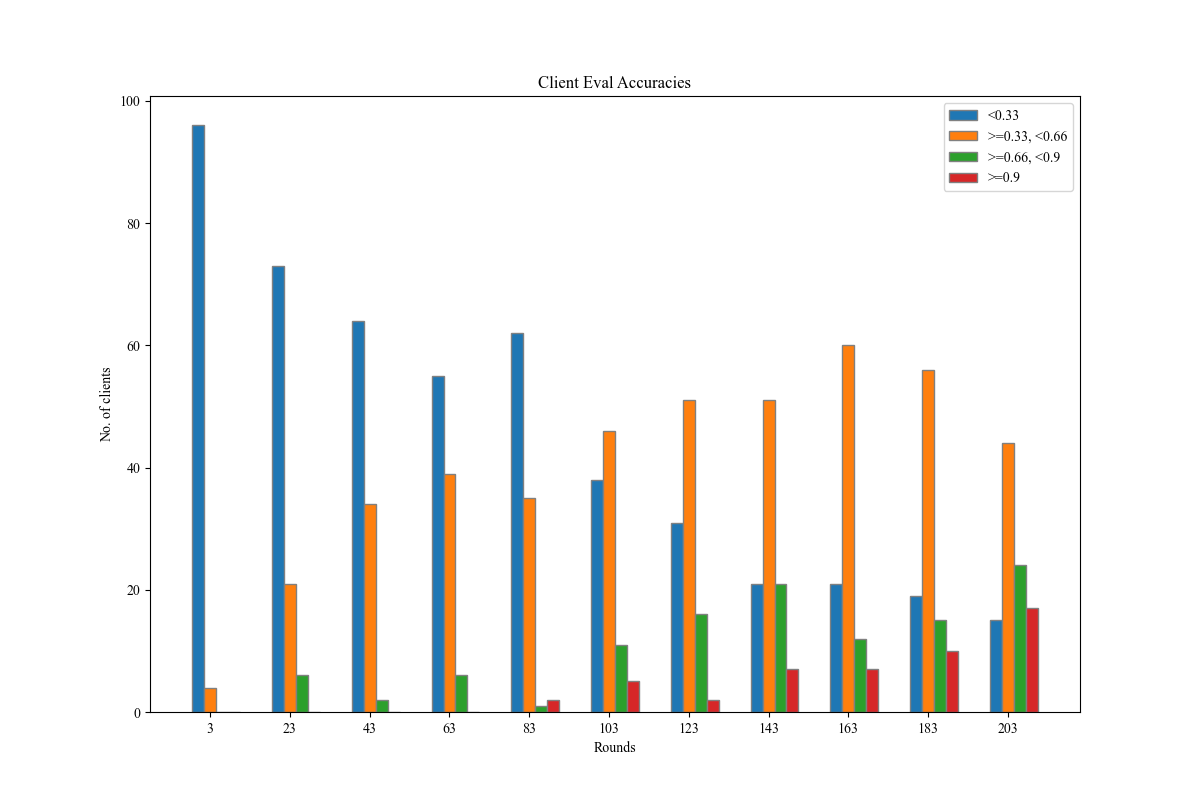 Client Eval Accuracies
100
80
60
40
20
0
No. of clients
<0.33
>=0.33, <0.66
>=0.66, <0.9
>=0.9
3 23 43 63 83 103 123 143 163 183 203
Rounds